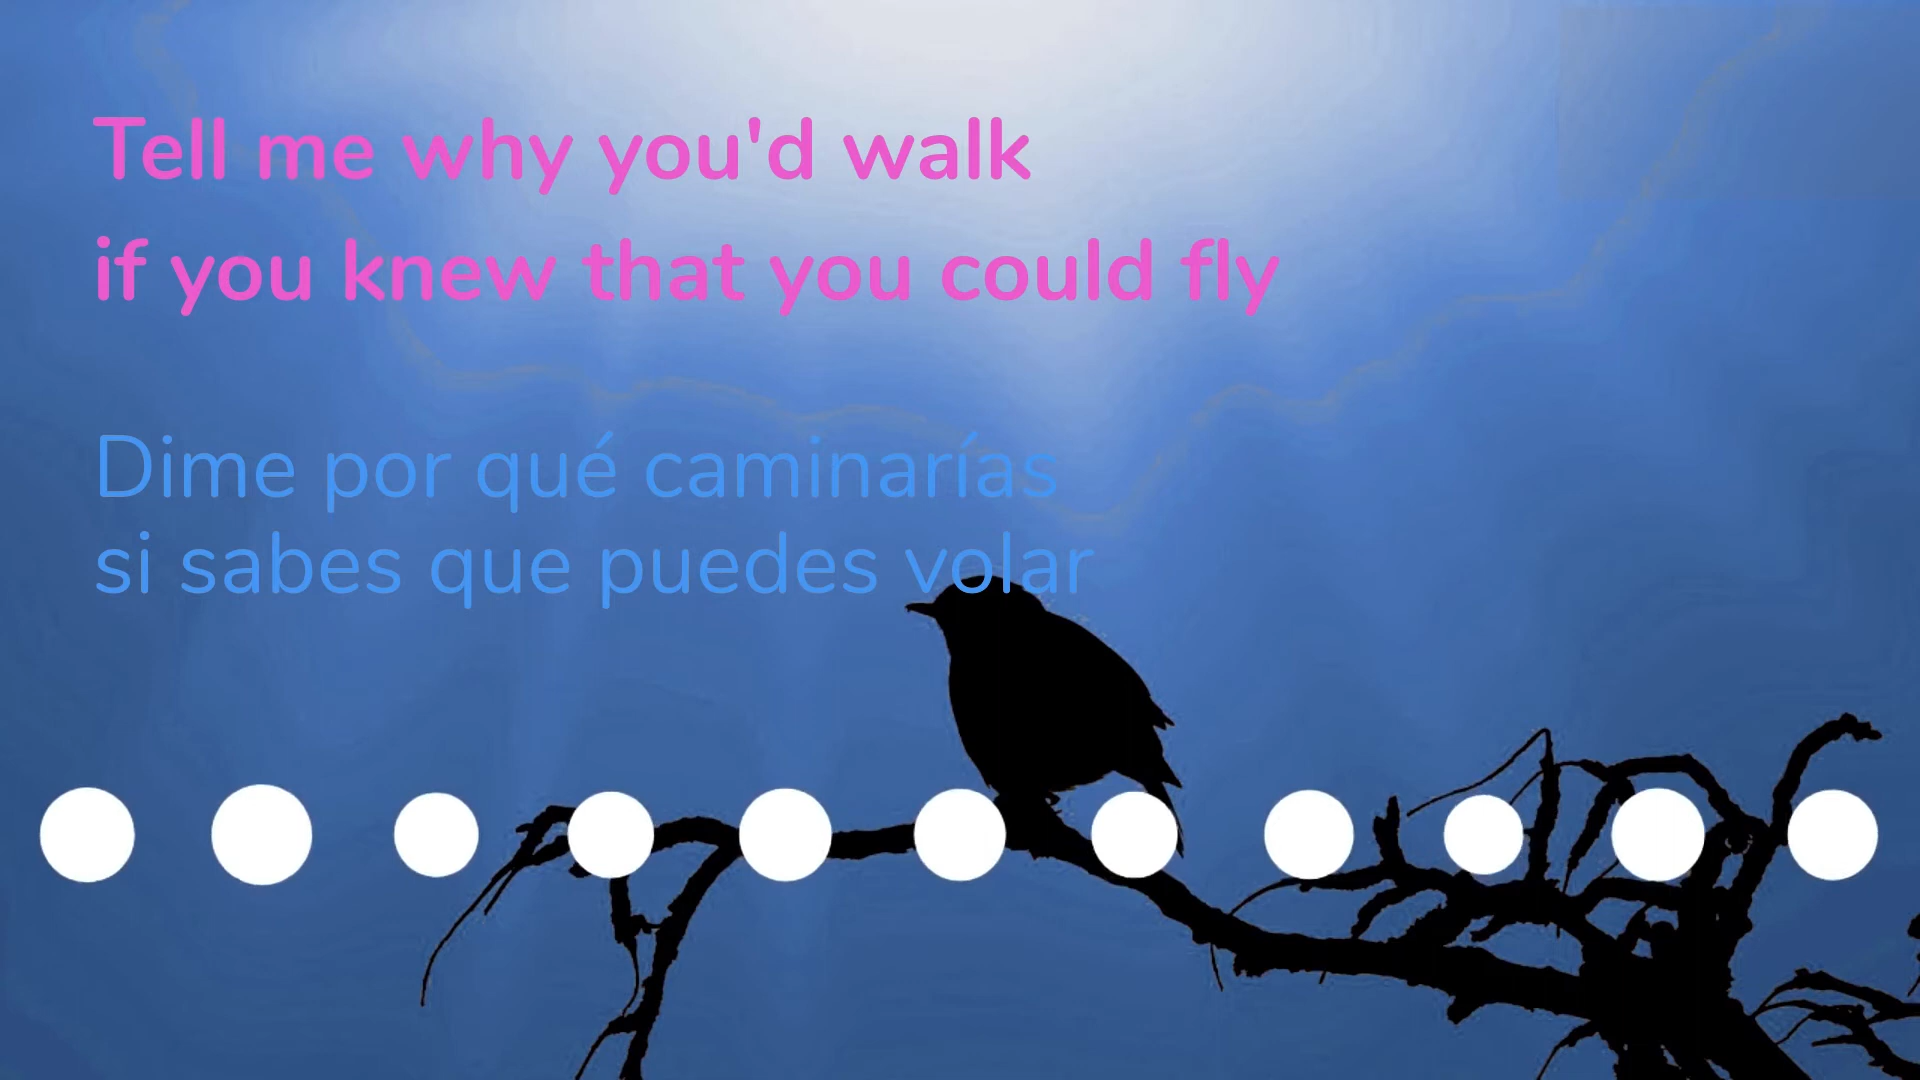 Tell me why you'd walk
if you knew that you could fly
Dime por qué caminarías
si sabes que puedes volar